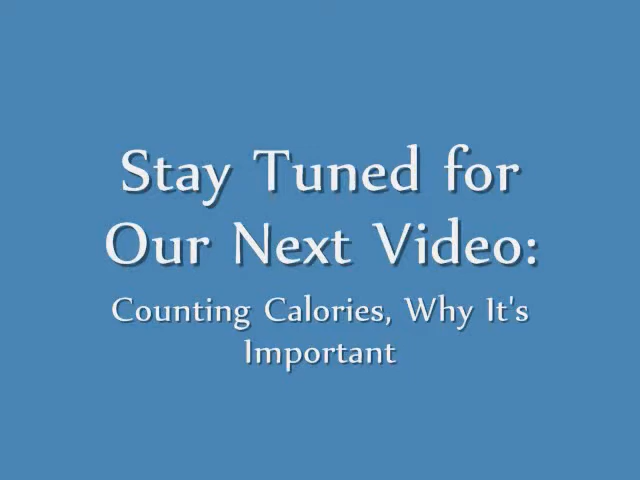 Stay Tuned for
Our Next Video:
Counting Calories, Why It's
Important